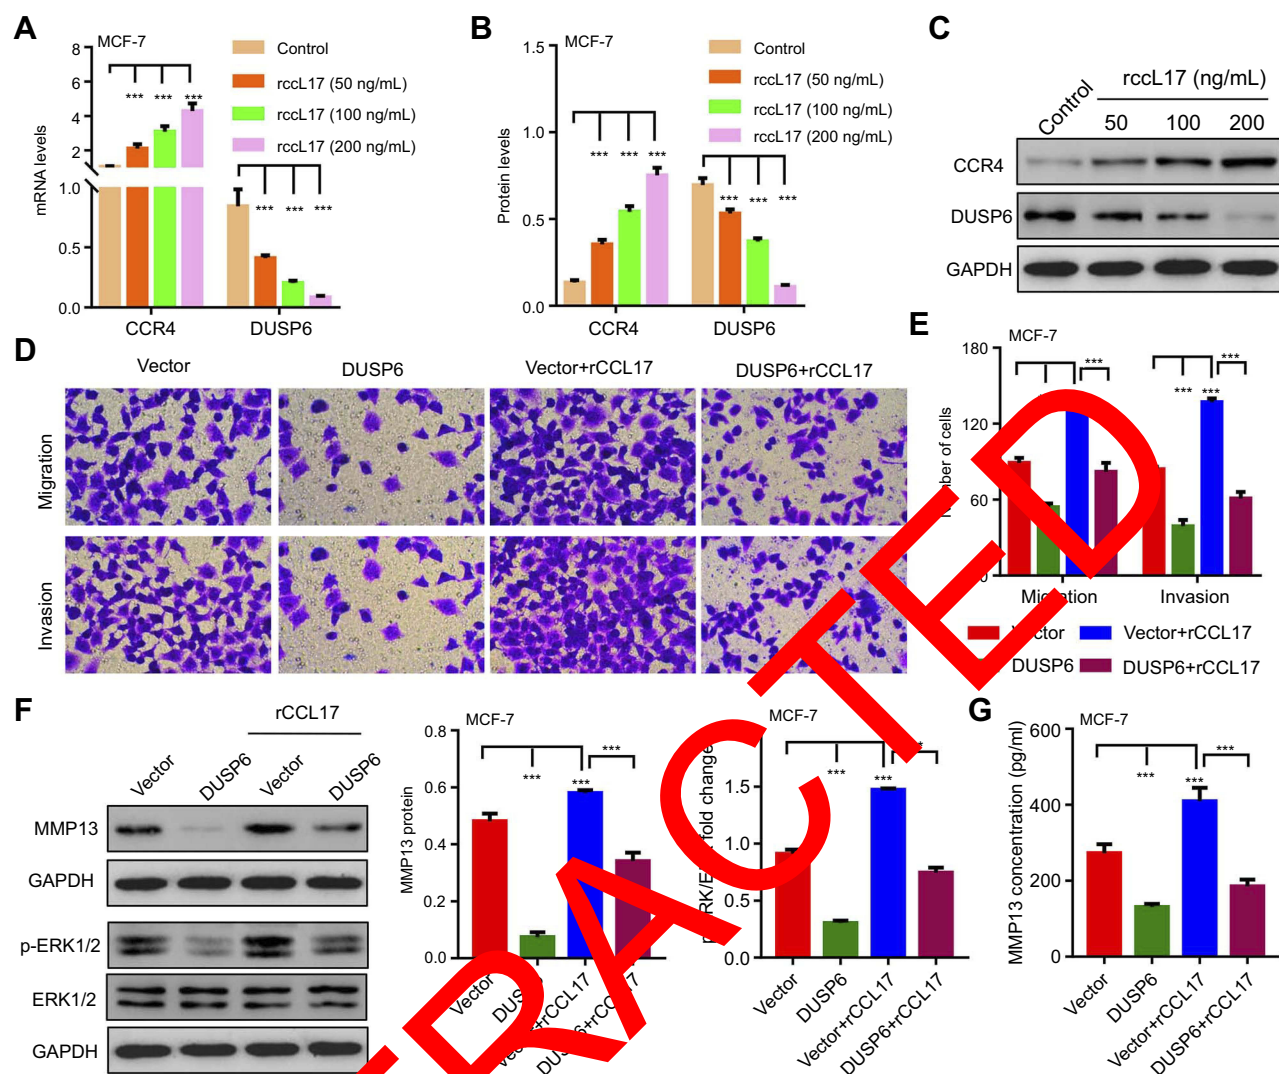 A
MCF-7
Control
rccL17 (50 ng/mL)
rccL17 (100 ng/mL)
rccL17 (200 ng/mL)
mRNA levels
8
6
4
2
1.0
0.5
0.0
*** *** ***
*** *** ***
CCR4 DUSP6
B
MCF-7
Control
rccL17 (50 ng/mL)
rccL17 (100 ng/mL)
rccL17 (200 ng/mL)
Protein levels
1.5
1.0
0.5
0.0
*** *** ***
*** *** ***
CCR4 DUSP6
C
rccL17 (ng/mL)
Control 50 100 200
CCR4
DUSP6
GAPDH
D
Vector DUSP6 Vector+rCCL17 DUSP6+rCCL17
Migration
Invasion
E
MCF-7
of cells
180
120
60
***
*** *** ***
Invasion
Vector+rCCL17
DUSP6 DUSP6+rCCL17
F
rCCL17
Vector DUSP6 Vector DUSP6
MMP13
GAPDH
p-ERK1/2
ERK1/2
GAPDH
MCF-7
MMP13 protein
0.8
0.6
0.4
0.2
0.0
*** *** ***
Vector
MCF-7
fold change
1.5
1.0
0.5
0.0
*** ***
Vector DUSP6 Vector+rCCL17 DUSP6+rCCL17
G
MCF-7
MMP13 concentration (pg/ml)
600
400
200
0
*** *** ***
Vector DUSP6 Vector+rCCL17 DUSP6+rCCL17
RACTED